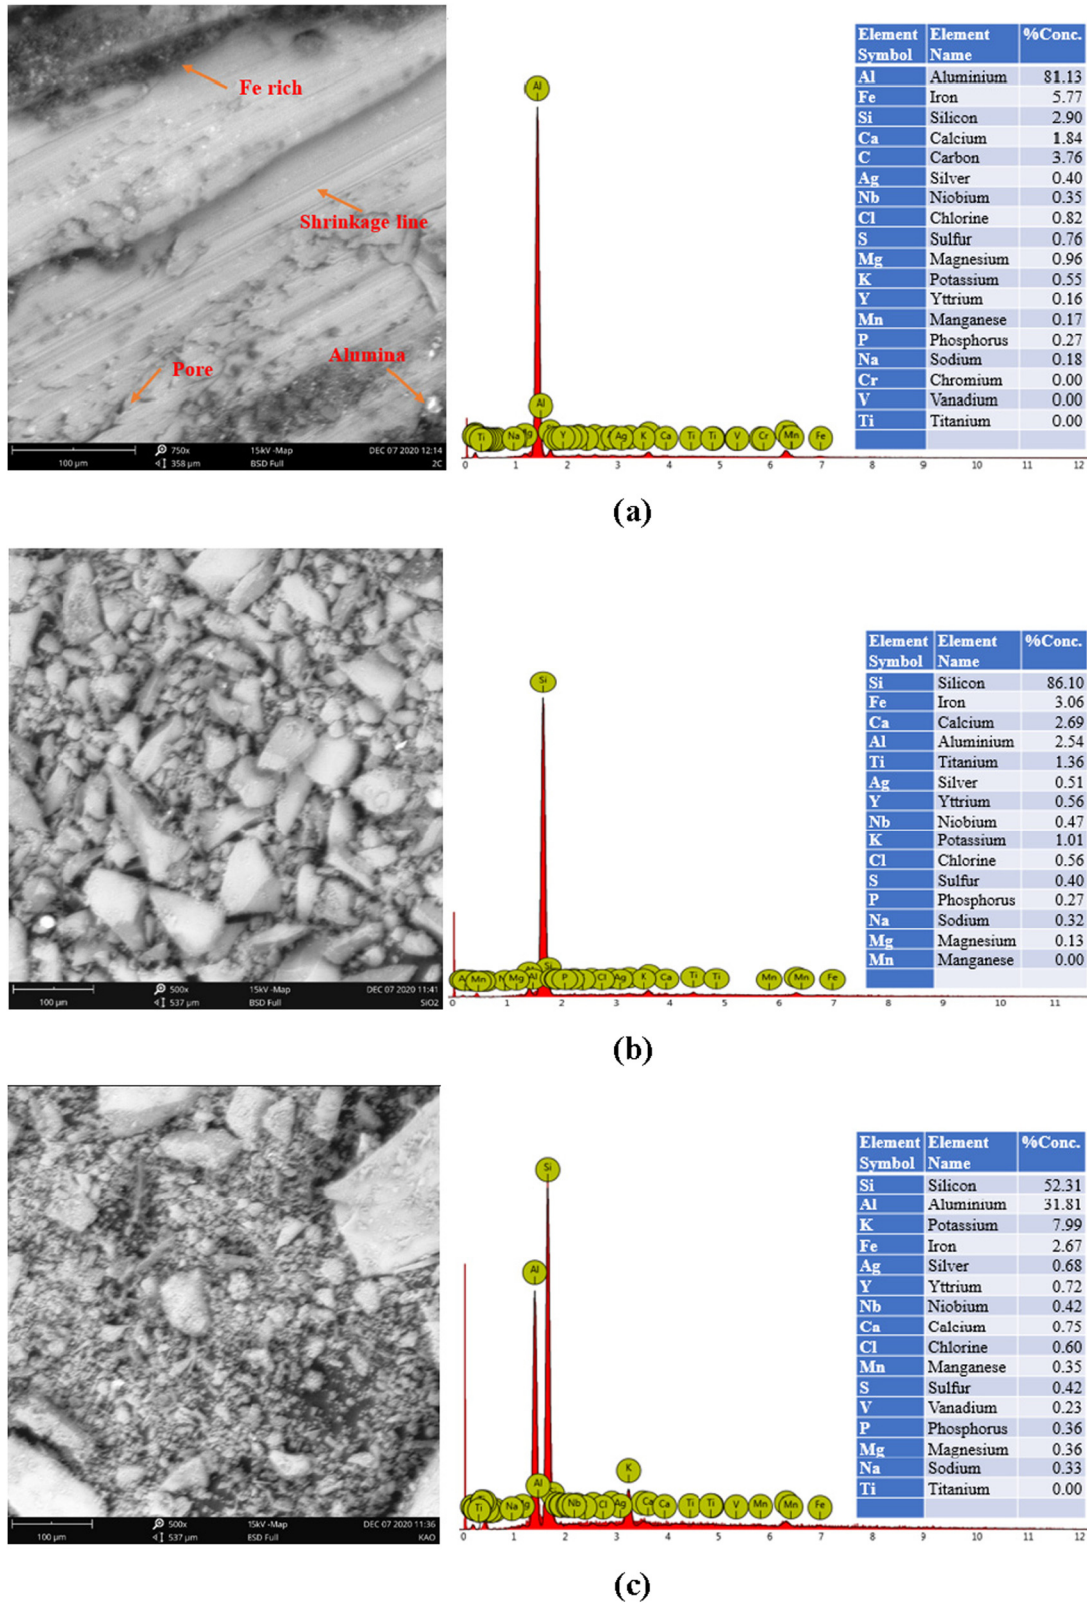 Fe rich
Shrinkage line
Pore
Alumina
100 μm
750x
358 μm
15kV -Map
BSD Full
DEC 07 2020 12:14
2C
Al
Al
Ti
Na
Y
Ag
K
Ca
Ti
Ti
V
Cr
Mn
Fe
0 1 2 3 4 5 6 7 8 9 10 11 12
Element Symbol Element Name %Conc.
Al Aluminium 81.13
Fe Iron 5.77
Si Silicon 2.90
Ca Calcium 1.84
C Carbon 3.76
Ag Silver 0.40
Nb Niobium 0.35
Cl Chlorine 0.82
S Sulfur 0.76
Mg Magnesium 0.96
K Potassium 0.55
Y Yttrium 0.16
Mn Manganese 0.17
P Phosphorus 0.27
Na Sodium 0.18
Cr Chromium 0.00
V Vanadium 0.00
Ti Titanium 0.00
(a)
100 μm
500x
537 μm
15kV -Map
BSD Full
DEC 07 2020 11:41
SiO2
Si
Si
Mn
Mg
Al
P
Ag
K
Ca
Ti
Ti
Mn
Mn
Fe
0 1 2 3 4 5 6 7 8 9 10 11
Element Symbol Element Name %Conc.
Si Silicon 86.10
Fe Iron 3.06
Ca Calcium 2.69
Al Aluminium 2.54
Ti Titanium 1.36
Ag Silver 0.51
Y Yttrium 0.56
Nb Niobium 0.47
K Potassium 1.01
Cl Chlorine 0.56
S Sulfur 0.40
P Phosphorus 0.27
Na Sodium 0.32
Mg Magnesium 0.13
Mn Manganese 0.00
(b)
100 μm
500x
537 μm
15kV -Map
BSD Full
DEC 07 2020 11:36
KAO
Si
Al
K
Al
Ti
Na
Nb
Cl
Ag
Ca
Ca
Ti
Ti
V
Mn
Mn
Fe
0 1 2 3 4 5 6 7 8 9 10 11 12
Element Symbol Element Name %Conc.
Si Silicon 52.31
Al Aluminium 31.81
K Potassium 7.99
Fe Iron 2.67
Ag Silver 0.68
Y Yttrium 0.72
Nb Niobium 0.42
Ca Calcium 0.75
Cl Chlorine 0.60
Mn Manganese 0.35
S Sulfur 0.42
V Vanadium 0.23
P Phosphorus 0.36
Mg Magnesium 0.36
Na Sodium 0.33
Ti Titanium 0.00
(c)